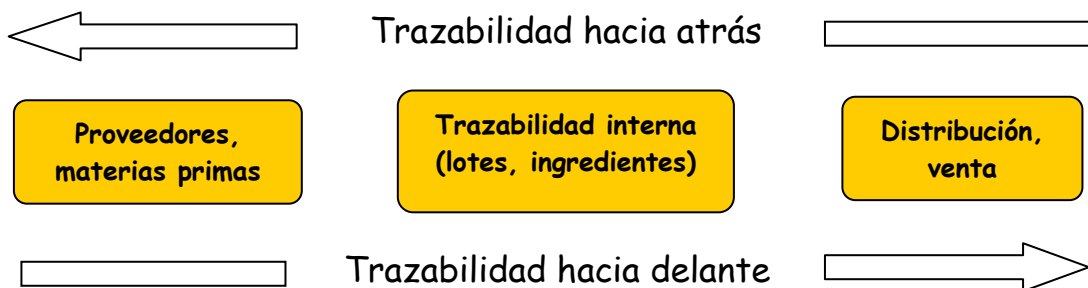 Trazabilidad hacia atrás
Proveedores,
materias primas
Trazabilidad interna
(lotes, ingredientes)
Distribución,
venta
Trazabilidad hacia delante